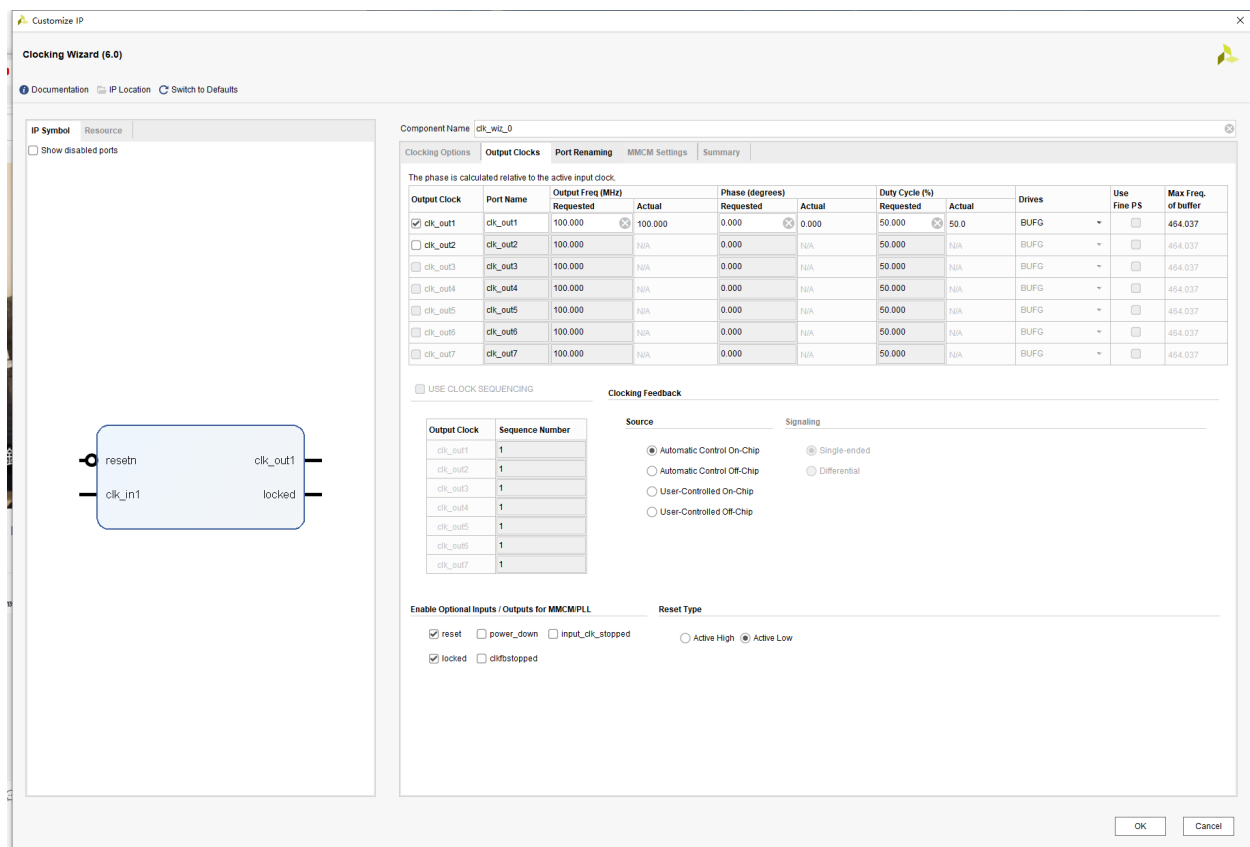 Customize IP
Clocking Wizard (6.0)
Documentation IP Location Switch to Defaults
IP Symbol Resource
Show disabled ports
resetn clk_out1
clk_in1 locked
Component Name clk_wiz_0
Clocking Options Output Clocks Port Renaming MMCM Settings Summary
The phase is calculated relative to the active input clock.
Output Clock Port Name Output Freq (MHz) Phase (degrees) Duty Cycle (%) Drives Use Fine PS Max Freq. of buffer
Requested Actual Requested Actual Requested Actual
clk_out1 clk_out1 100.000 100.000 0.000 0.000 50.000 50.0 BUFG 464.037
clk_out2 clk_out2 100.000 N/A 0.000 N/A 50.000 N/A BUFG 464.037
clk_out3 clk_out3 100.000 N/A 0.000 N/A 50.000 N/A BUFG 464.037
clk_out4 clk_out4 100.000 N/A 0.000 N/A 50.000 N/A BUFG 464.037
clk_out5 clk_out5 100.000 N/A 0.000 N/A 50.000 N/A BUFG 464.037
clk_out6 clk_out6 100.000 N/A 0.000 N/A 50.000 N/A BUFG 464.037
clk_out7 clk_out7 100.000 N/A 0.000 N/A 50.000 N/A BUFG 464.037
USE CLOCK SEQUENCING
Output Clock Sequence Number
clk_out1 1
clk_out2 1
clk_out3 1
clk_out4 1
clk_out5 1
clk_out6 1
clk_out7 1
Clocking Feedback
Source Signaling
Automatic Control On-Chip Single-ended
Automatic Control Off-Chip Differential
User-Controlled On-Chip
User-Controlled Off-Chip
Enable Optional Inputs / Outputs for MMCM/PLL Reset Type
reset power_down input_clk_stopped Active High Active Low
locked clkfbstopped
OK Cancel